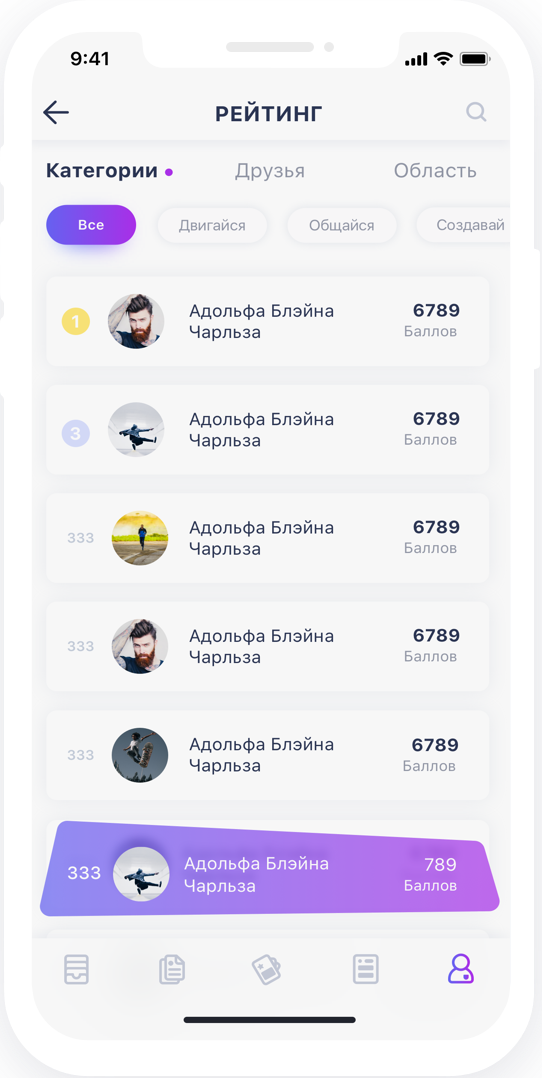 9:41
РЕЙТИНГ
Категории
Друзья
Область
Все
Двигайся
Общайся
Создавай
1
Адольфа Блэйна
Чарльза
6789
Баллов
3
Адольфа Блэйна
Чарльза
6789
Баллов
333
Адольфа Блэйна
Чарльза
6789
Баллов
333
Адольфа Блэйна
Чарльза
6789
Баллов
333
Адольфа Блэйна
Чарльза
6789
Баллов
333
Адольфа Блэйна
Чарльза
789
Баллов